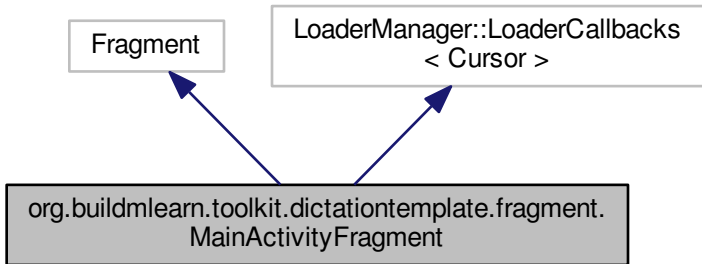 Fragment
LoaderManager::LoaderCallbacks
< Cursor >
org.buildmlearn.toolkit.dictationtemplate.fragment.
MainActivityFragment